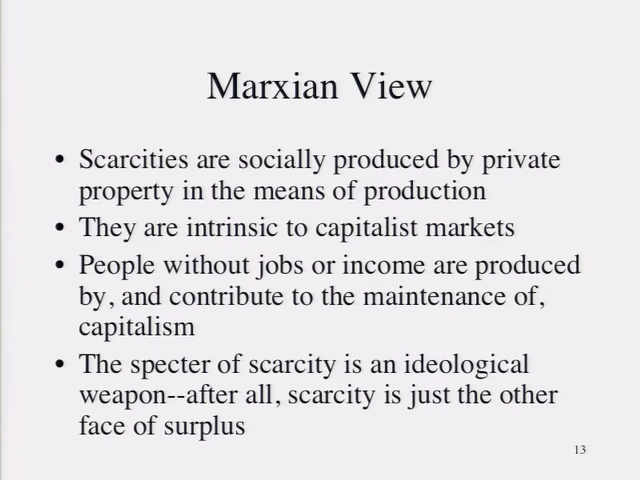 Marxian View
• Scarcities are socially produced by private
property in the means of production
• They are intrinsic to capitalist markets
• People without jobs or income are produced
by, and contribute to the maintenance of,
capitalism
• The specter of scarcity is an ideological
weapon--after all, scarcity is just the other
face of surplus
13